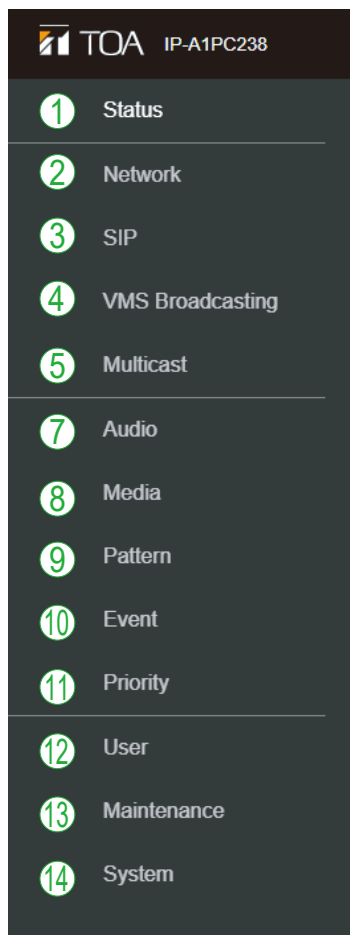 TOA IP-A1PC238
1 Status
2 Network
3 SIP
4 VMS Broadcasting
5 Multicast
7 Audio
8 Media
9 Pattern
10 Event
11 Priority
12 User
13 Maintenance
14 System